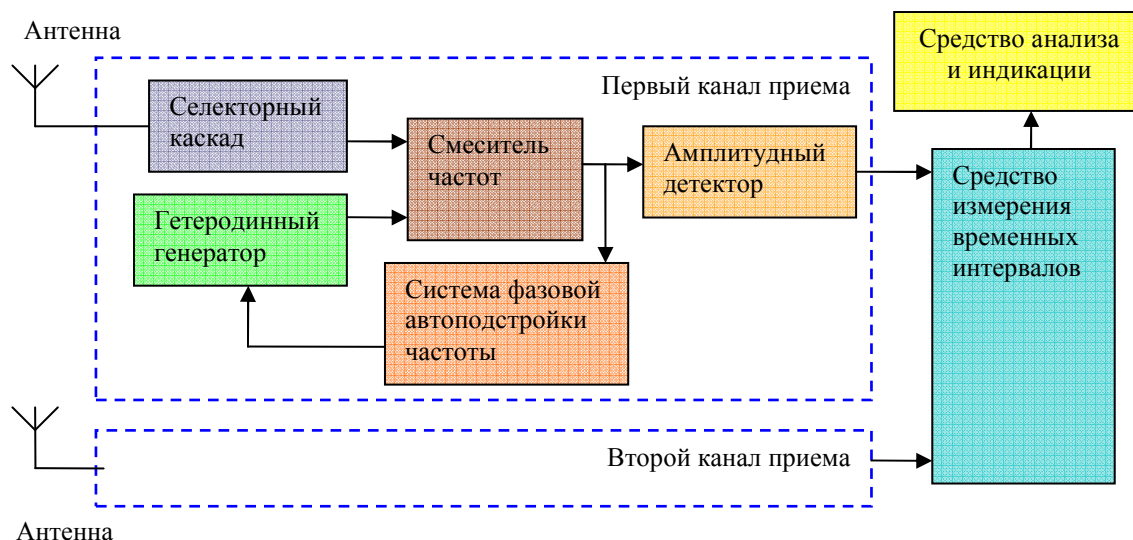 Антенна
Средство анализа
и индикации
Первый канал приема
Селекторный
каскад
Смеситель
частот
Амплитудный
детектор
Средство
измерения
временных
интервалов
Гетеродинный
генератор
Система фазовой
автоподстройки
частоты
Второй канал приема
Антенна